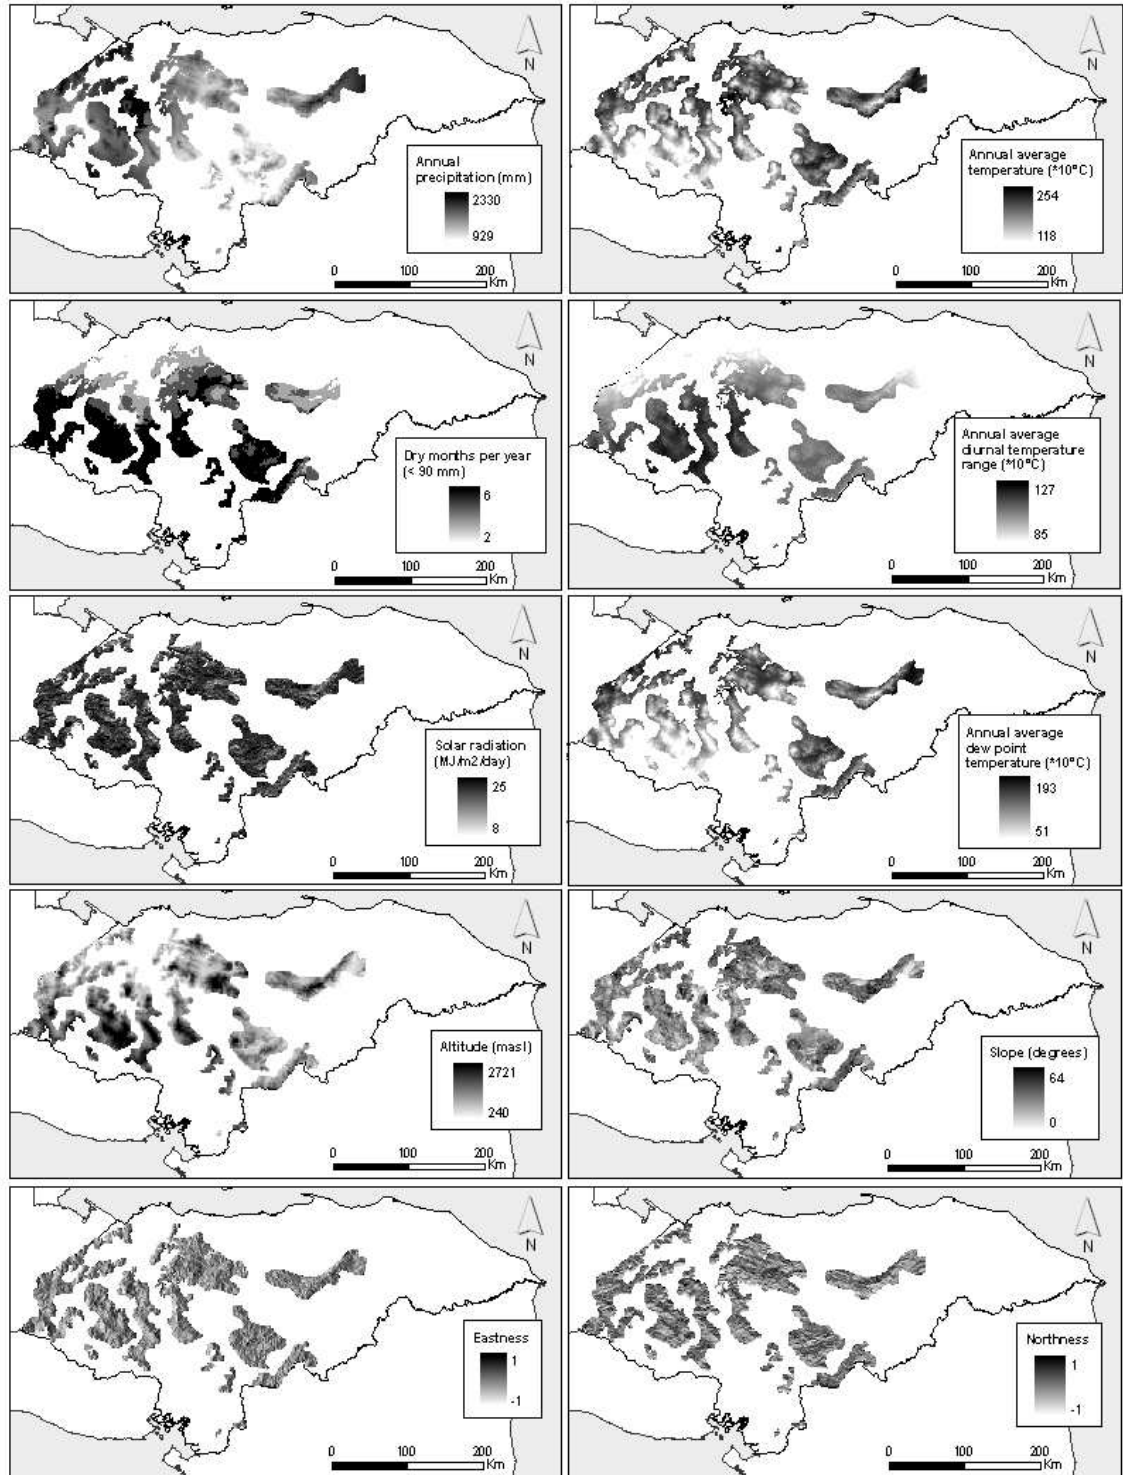 N
Annual
precipitation (mm)
2330
929
0 100 200
Km
N
Annual average
temperature (*10°C)
254
118
0 100 200
Km
N
Dry months per year
(< 90 mm)
6
2
0 100 200
Km
N
Annual average
diurnal temperature
range (*10°C)
127
85
0 100 200
Km
N
Solar radiation
(MJ/m2/day)
25
8
0 100 200
Km
N
Annual average
dew point
temperature (*10°C)
193
51
0 100 200
Km
N
Altitude (masl)
2721
240
0 100 200
Km
N
Slope (degrees)
64
0
0 100 200
Km
N
Eastness
1
-1
0 100 200
Km
N
Northness
1
-1
0 100 200
Km